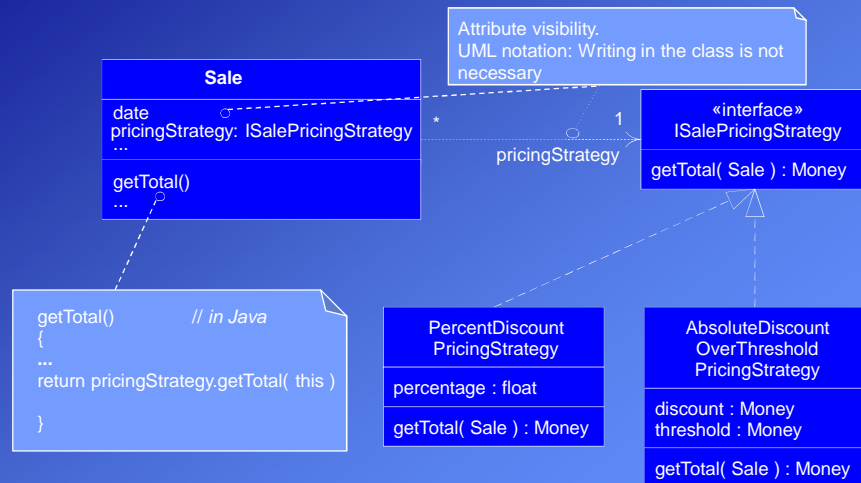 Attribute visibility.
UML notation: Writing in the class is not
necessary
Sale
date
pricingStrategy: ISalePricingStrategy
...
getTotal()
...
*
1
pricingStrategy
«interface»
ISalePricingStrategy
getTotal( Sale ) : Money
getTotal() // in Java
{
...
return pricingStrategy.getTotal( this )
}
PercentDiscount
PricingStrategy
percentage : float
getTotal( Sale ) : Money
AbsoluteDiscount
OverThreshold
PricingStrategy
discount : Money
threshold : Money
getTotal( Sale ) : Money